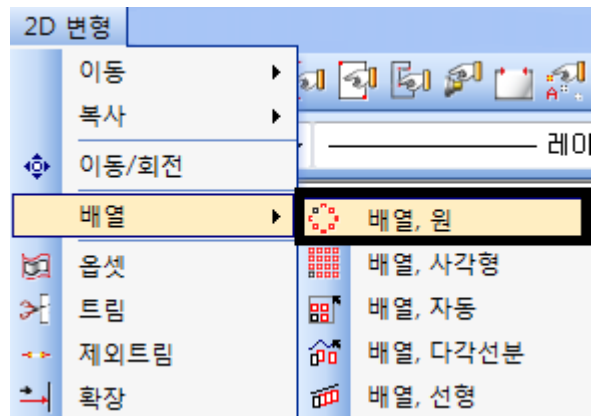 2D 변형
이동
복사
레이
이동/회전
배열
배열, 원
옵셋
배열, 사각형
트림
배열, 자동
제외트림
배열, 다각선분
확장
배열, 선형